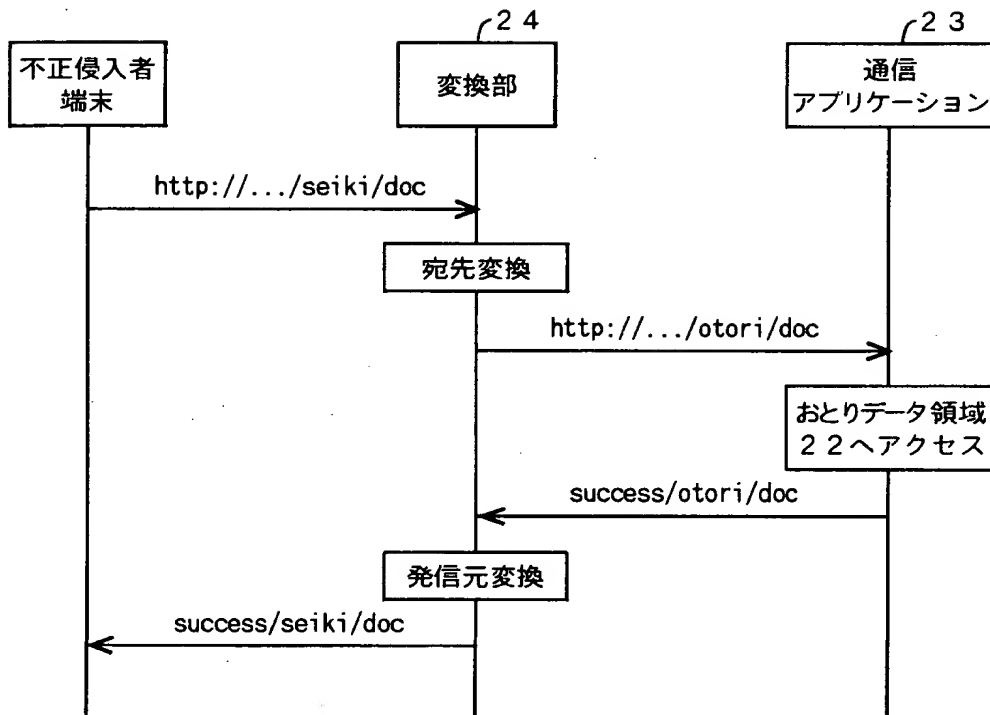 ２４
２３
不正侵入者
端末
変換部
通信
アプリケーション
http://.../seiki/doc
宛先変換
http://.../otori/doc
おとりデータ領域
２２へアクセス
success/otori/doc
発信元変換
success/seiki/doc